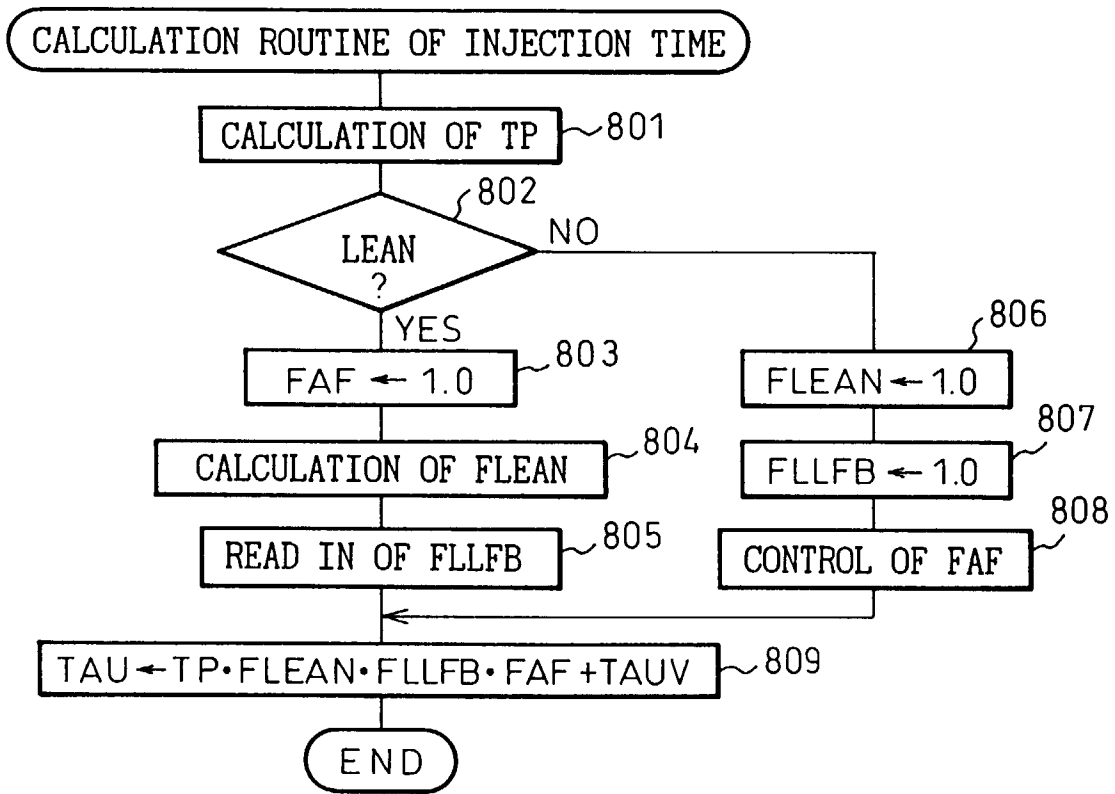 CALCULATION ROUTINE OF INJECTION TIME
CALCULATION OF TP
801
802
LEAN
?
NO
YES
FAF ← 1.0
803
CALCULATION OF FLEAN
804
READ IN OF FLLFB
805
806
FLEAN ← 1.0
807
FLLFB ← 1.0
808
CONTROL OF FAF
TAU ← TP・FLEAN・FLLFB・FAF + TAUV
809
END